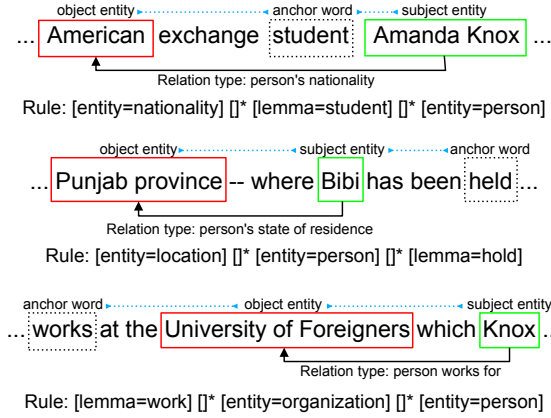 object entity anchor word subject entity
... American exchange student Amanda Knox ...
Relation type: person's nationality
Rule: [entity=nationality] []* [lemma=student] []* [entity=person]
object entity subject entity anchor word
... Punjab province -- where Bibi has been held ...
Relation type: person's state of residence
Rule: [entity=location] []* [entity=person] []* [lemma=hold]
anchor word object entity subject entity
... works at the University of Foreigners which Knox ...
Relation type: person works for
Rule: [lemma=work] []* [entity=organization] []* [entity=person]